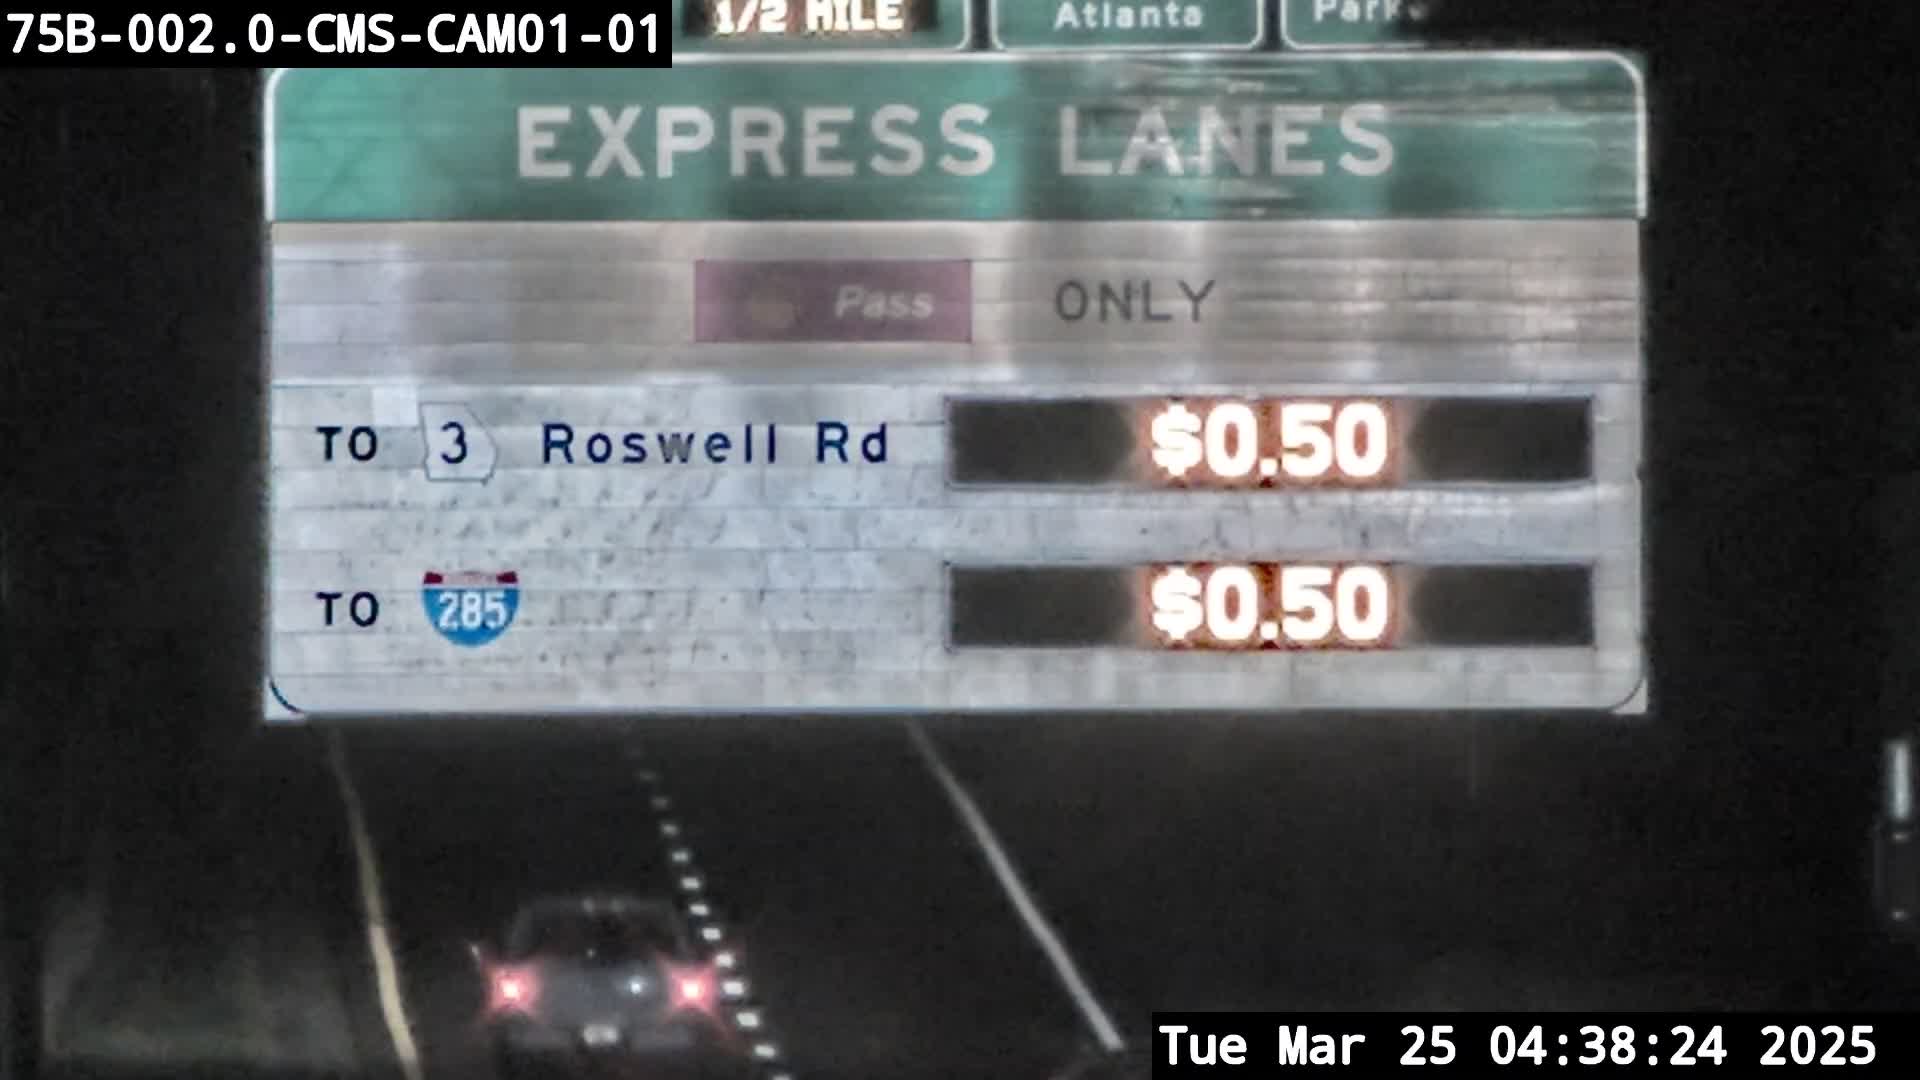 75B-002.0-CMS-CAM01-01
1/2 MILE
Atlanta
Park
EXPRESS LANES
Pass ONLY
TO 3 Roswell Rd $0.50
TO 285 $0.50
Tue Mar 25 04:38:24 2025